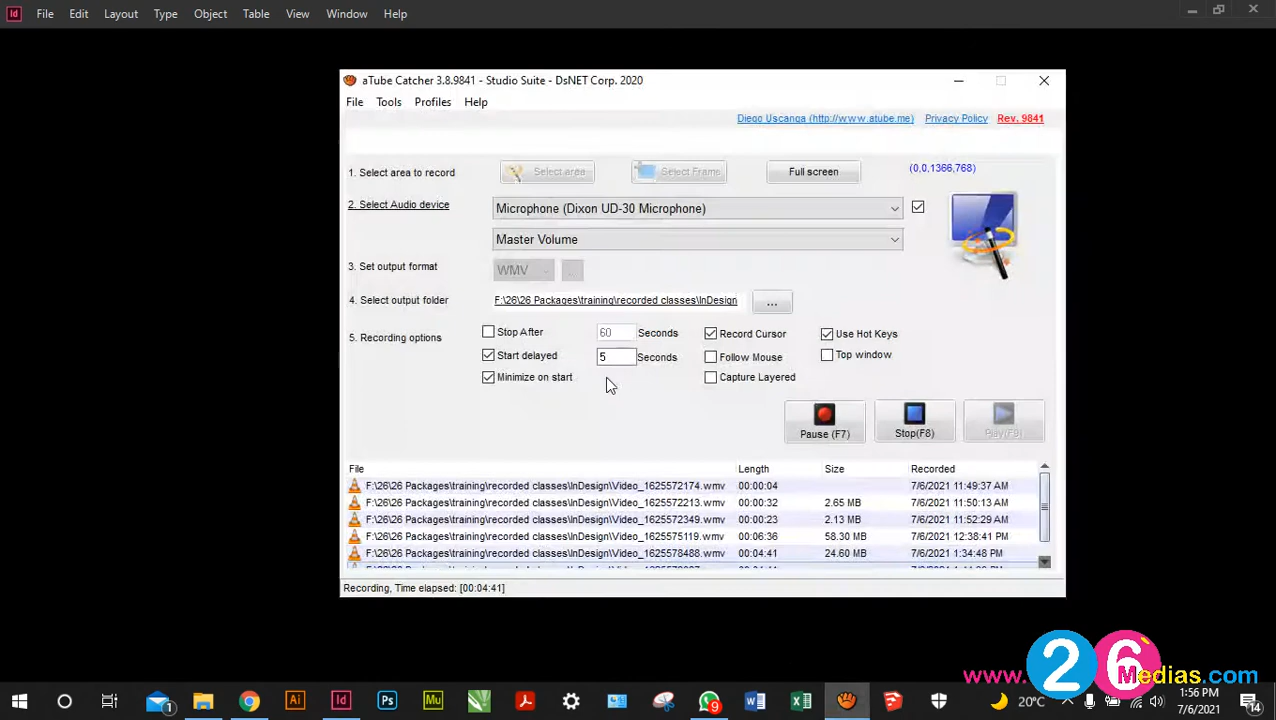 Id File Edit Layout Type Object Table View Window Help
aTube Catcher 3.8.9841 - Studio Suite - DsNET Corp. 2020
File Tools Profiles Help
Diego Uscanga (http://www.atube.me) Privacy Policy Rev. 9841
1. Select area to record Select area Select Frame Full screen (0,0,1366,768)
2. Select Audio device Microphone (Dixon UD-30 Microphone)
Master Volume
3. Set output format WMV
4. Select output folder F:\26\26 Packages\training\recorded classes\InDesign ...
5. Recording options Stop After 60 Seconds Record Cursor Use Hot Keys
Start delayed 5 Seconds Follow Mouse Top window
Minimize on start Capture Layered
Pause (F7) Stop(F8) Play(F9)
File Length Size Recorded
F:\26\26 Packages\training\recorded classes\InDesign\Video_1625572174.wmv 00:00:04 7/6/2021 11:49:37 AM
F:\26\26 Packages\training\recorded classes\InDesign\Video_1625572213.wmv 00:00:32 2.65 MB 7/6/2021 11:50:13 AM
F:\26\26 Packages\training\recorded classes\InDesign\Video_1625572349.wmv 00:00:23 2.13 MB 7/6/2021 11:52:29 AM
F:\26\26 Packages\training\recorded classes\InDesign\Video_1625575119.wmv 00:06:36 58.30 MB 7/6/2021 12:38:41 PM
F:\26\26 Packages\training\recorded classes\InDesign\Video_1625578488.wmv 00:04:41 24.60 MB 7/6/2021 1:34:48 PM
Recording, Time elapsed: [00:04:41]
www.26Medias.com
1 Ai Id Ps Mu 9 20°C 1:56 PM
7/6/2021 14